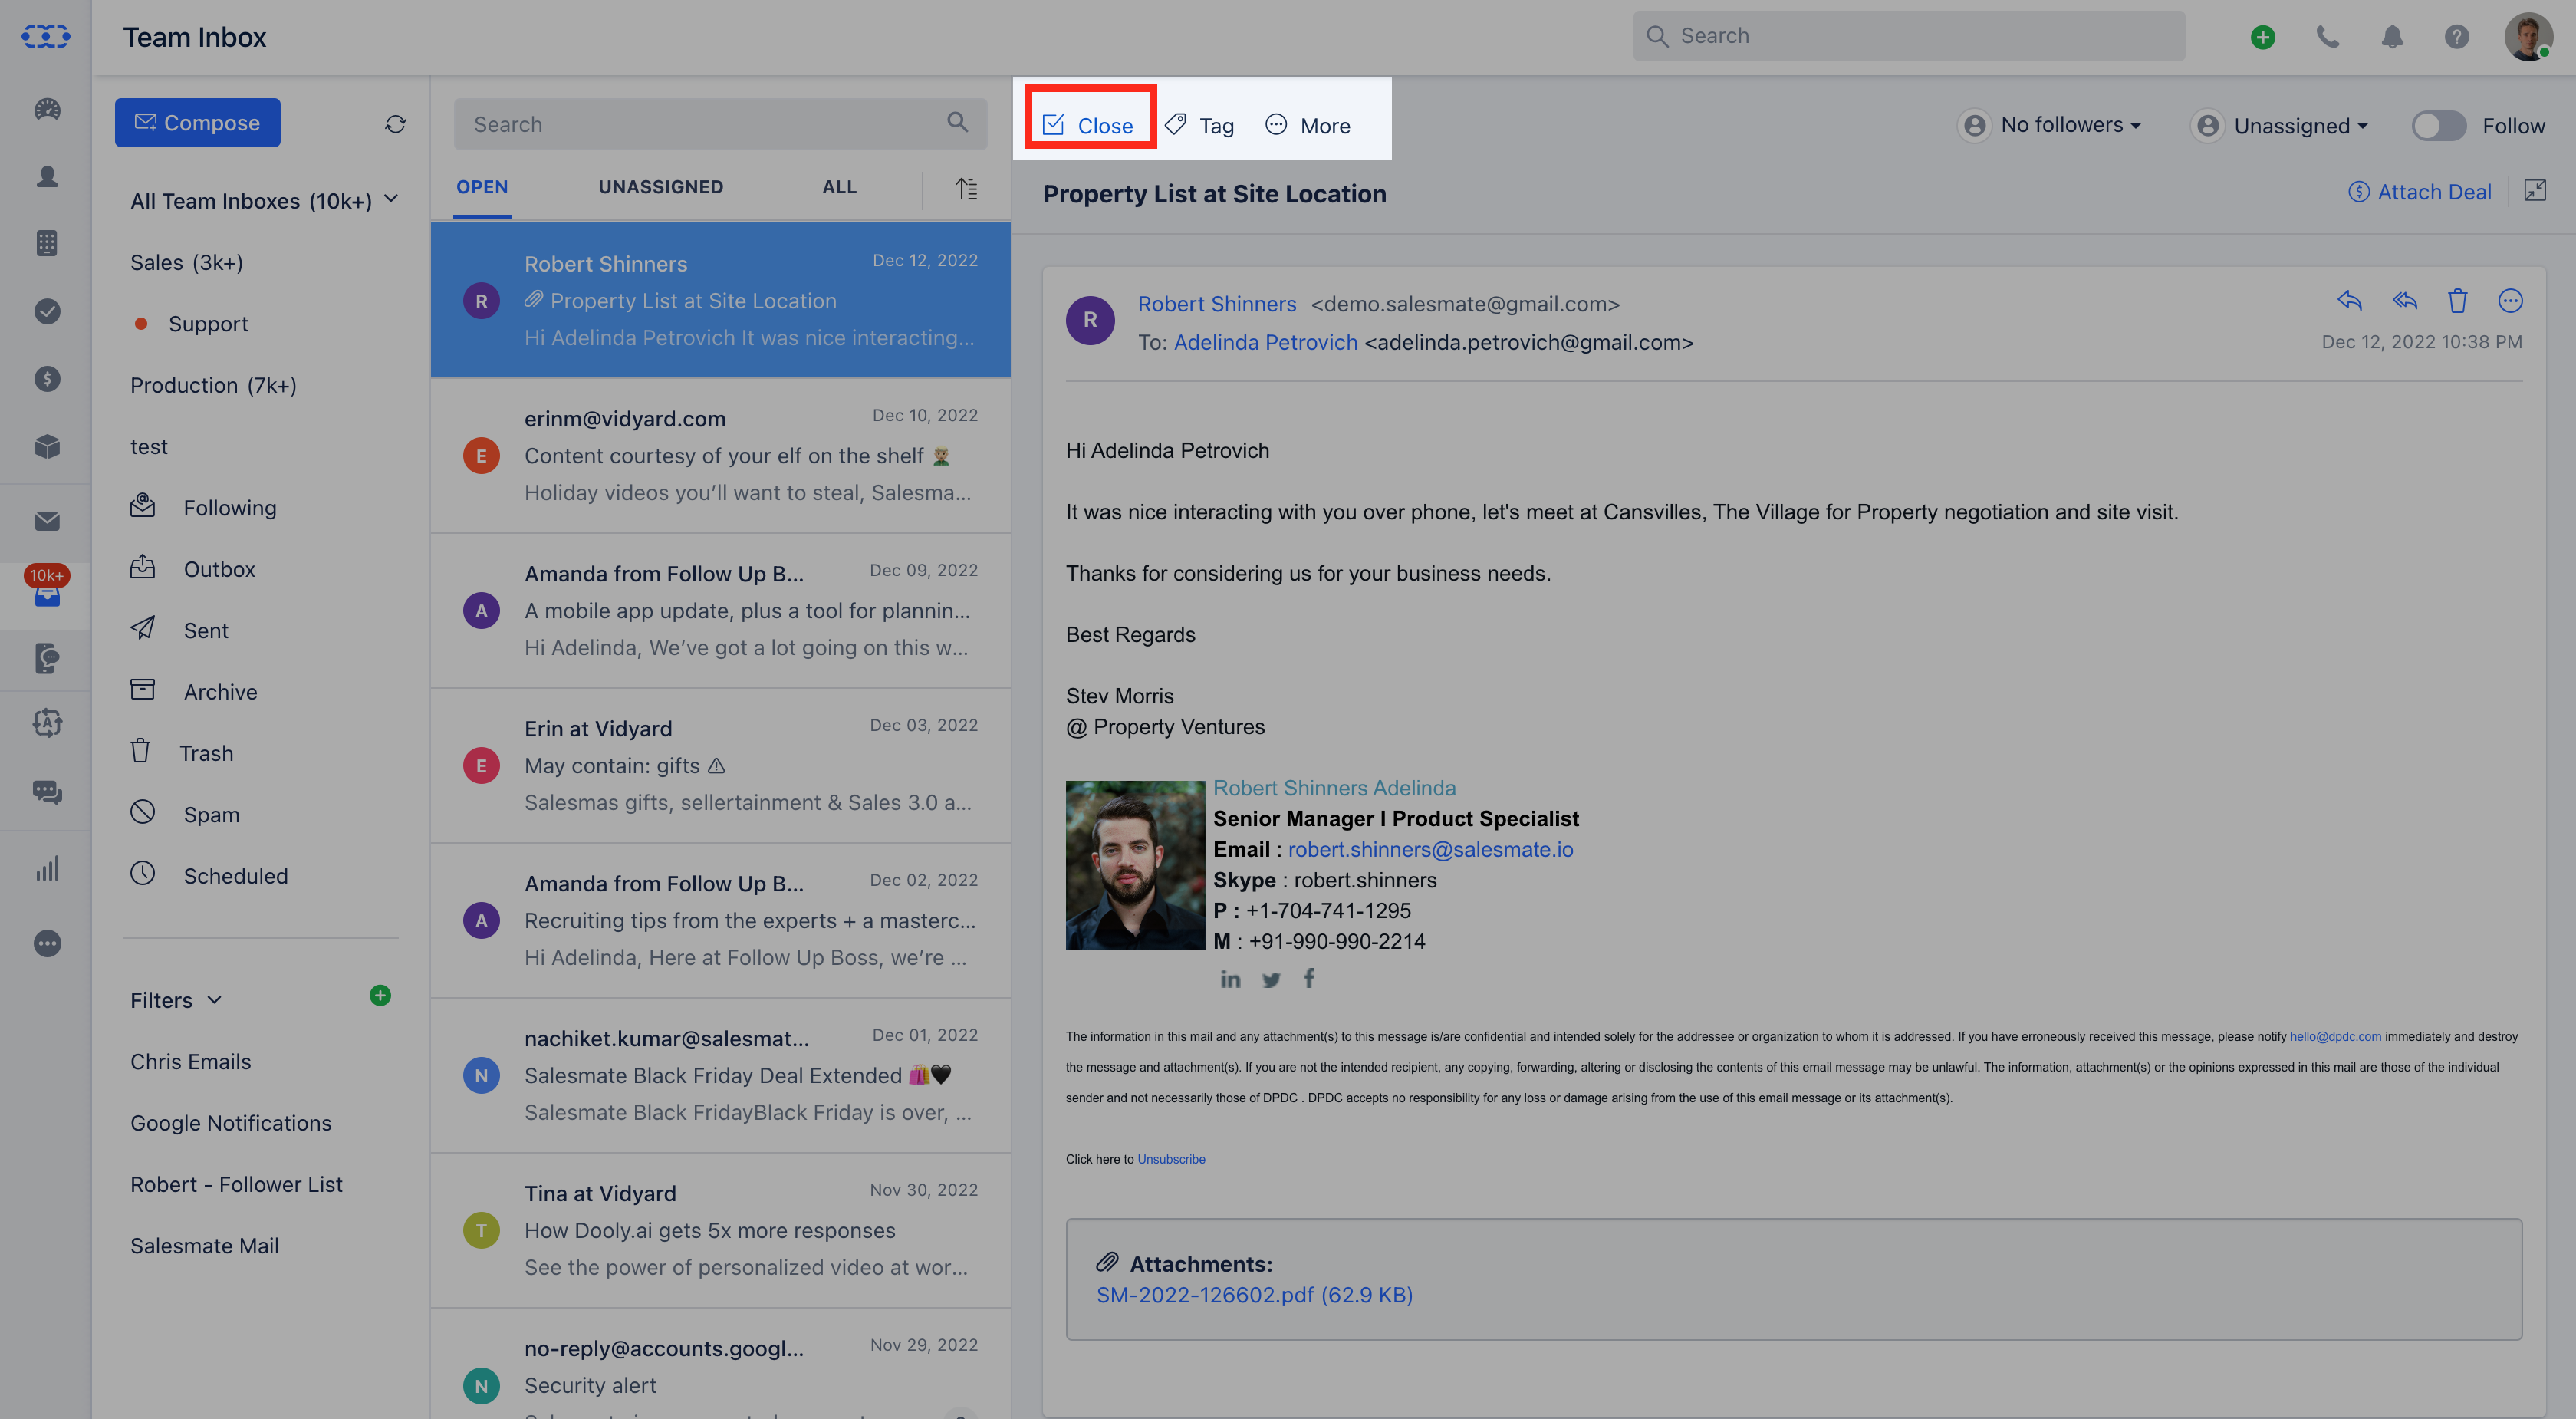 Team Inbox
Search
Compose
All Team Inboxes (10k+)
Sales (3k+)
Support
Production (7k+)
test
Following
Outbox
Sent
Archive
Trash
Spam
Scheduled
Filters
Chris Emails
Google Notifications
Robert - Follower List
Salesmate Mail
10k+
Search
OPEN UNASSIGNED ALL
R
Robert Shinners Dec 12, 2022
Property List at Site Location
Hi Adelinda Petrovich It was nice interacting...
E
erinm@vidyard.com Dec 10, 2022
Content courtesy of your elf on the shelf 🧝🏼
Holiday videos you’ll want to steal, Salesma...
A
Amanda from Follow Up B... Dec 09, 2022
A mobile app update, plus a tool for plannin...
Hi Adelinda, We’ve got a lot going on this w...
E
Erin at Vidyard Dec 03, 2022
May contain: gifts ⚠
Salesmas gifts, sellertainment & Sales 3.0 a...
A
Amanda from Follow Up B... Dec 02, 2022
Recruiting tips from the experts + a masterc...
Hi Adelinda, Here at Follow Up Boss, we’re ...
N
nachiket.kumar@salesmat... Dec 01, 2022
Salesmate Black Friday Deal Extended 🛍️🖤
Salesmate Black FridayBlack Friday is over, ...
T
Tina at Vidyard Nov 30, 2022
How Dooly.ai gets 5x more responses
See the power of personalized video at wor...
N
no-reply@accounts.googl... Nov 29, 2022
Security alert
Close Tag More
No followers Unassigned Follow
Property List at Site Location
Attach Deal
R
Robert Shinners <demo.salesmate@gmail.com>
To: Adelinda Petrovich <adelinda.petrovich@gmail.com>
Dec 12, 2022 10:38 PM
Hi Adelinda Petrovich
It was nice interacting with you over phone, let's meet at Cansvilles, The Village for Property negotiation and site visit.
Thanks for considering us for your business needs.
Best Regards
Stev Morris
@ Property Ventures
Robert Shinners Adelinda
Senior Manager I Product Specialist
Email : robert.shinners@salesmate.io
Skype : robert.shinners
P : +1-704-741-1295
M : +91-990-990-2214
The information in this mail and any attachment(s) to this message is/are confidential and intended solely for the addressee or organization to whom it is addressed. If you have erroneously received this message, please notify hello@dpdc.com immediately and destroy
the message and attachment(s). If you are not the intended recipient, any copying, forwarding, altering or disclosing the contents of this email message may be unlawful. The information, attachment(s) or the opinions expressed in this mail are those of the individual
sender and not necessarily those of DPDC . DPDC accepts no responsibility for any loss or damage arising from the use of this email message or its attachment(s).
Click here to Unsubscribe
Attachments:
SM-2022-126602.pdf (62.9 KB)